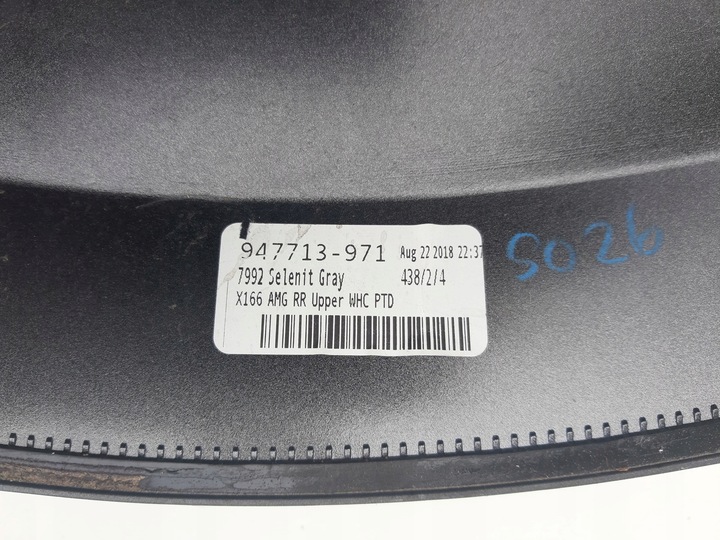 947713-971 Aug 22 2018 22:37
7992 Selenit Gray 438/2/4
X166 AMG RR Upper WHC PTD
5026